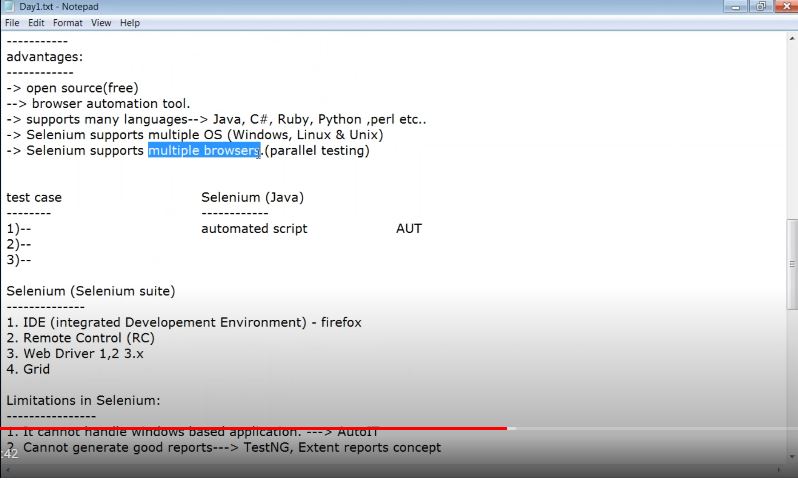 Day1.txt - Notepad
File Edit Format View Help
-----------
advantages:
------------
-> open source(free)
--> browser automation tool.
-> supports many languages--> Java, C#, Ruby, Python ,perl etc..
-> Selenium supports multiple OS (Windows, Linux & Unix)
-> Selenium supports multiple browsers.(parallel testing)
test case Selenium (Java)
-------- ------------
1)-- automated script AUT
2)--
3)--
Selenium (Selenium suite)
--------------
1. IDE (integrated Developement Environment) - firefox
2. Remote Control (RC)
3. Web Driver 1,2 3.x
4. Grid
Limitations in Selenium:
----------------
1. It cannot handle windows based application. ---> AutoIT
2. Cannot generate good reports---> TestNG, Extent reports concept
:42